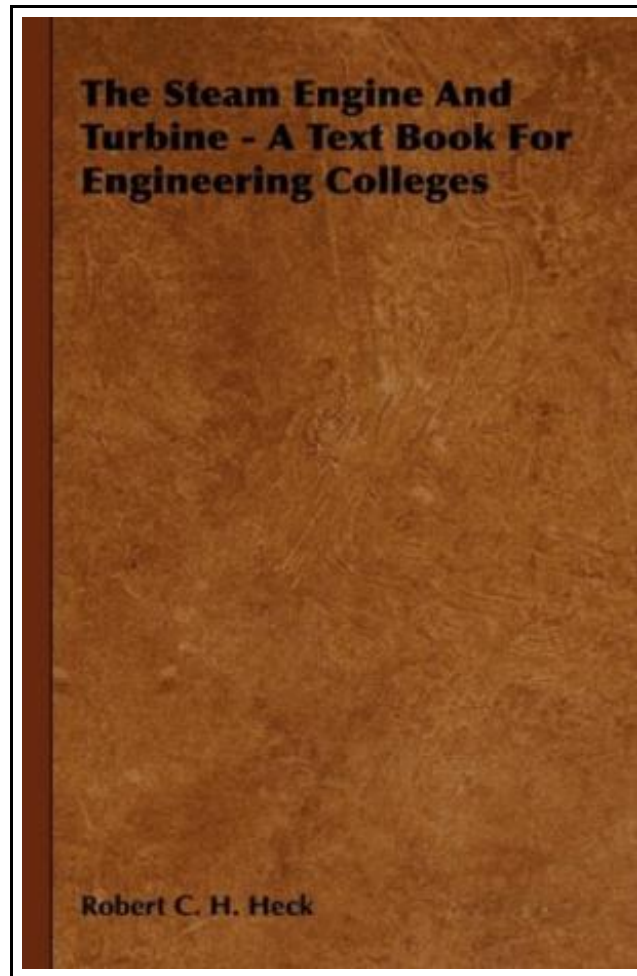 The Steam Engine And
Turbine - A Text Book For
Engineering Colleges
Robert C. H. Heck